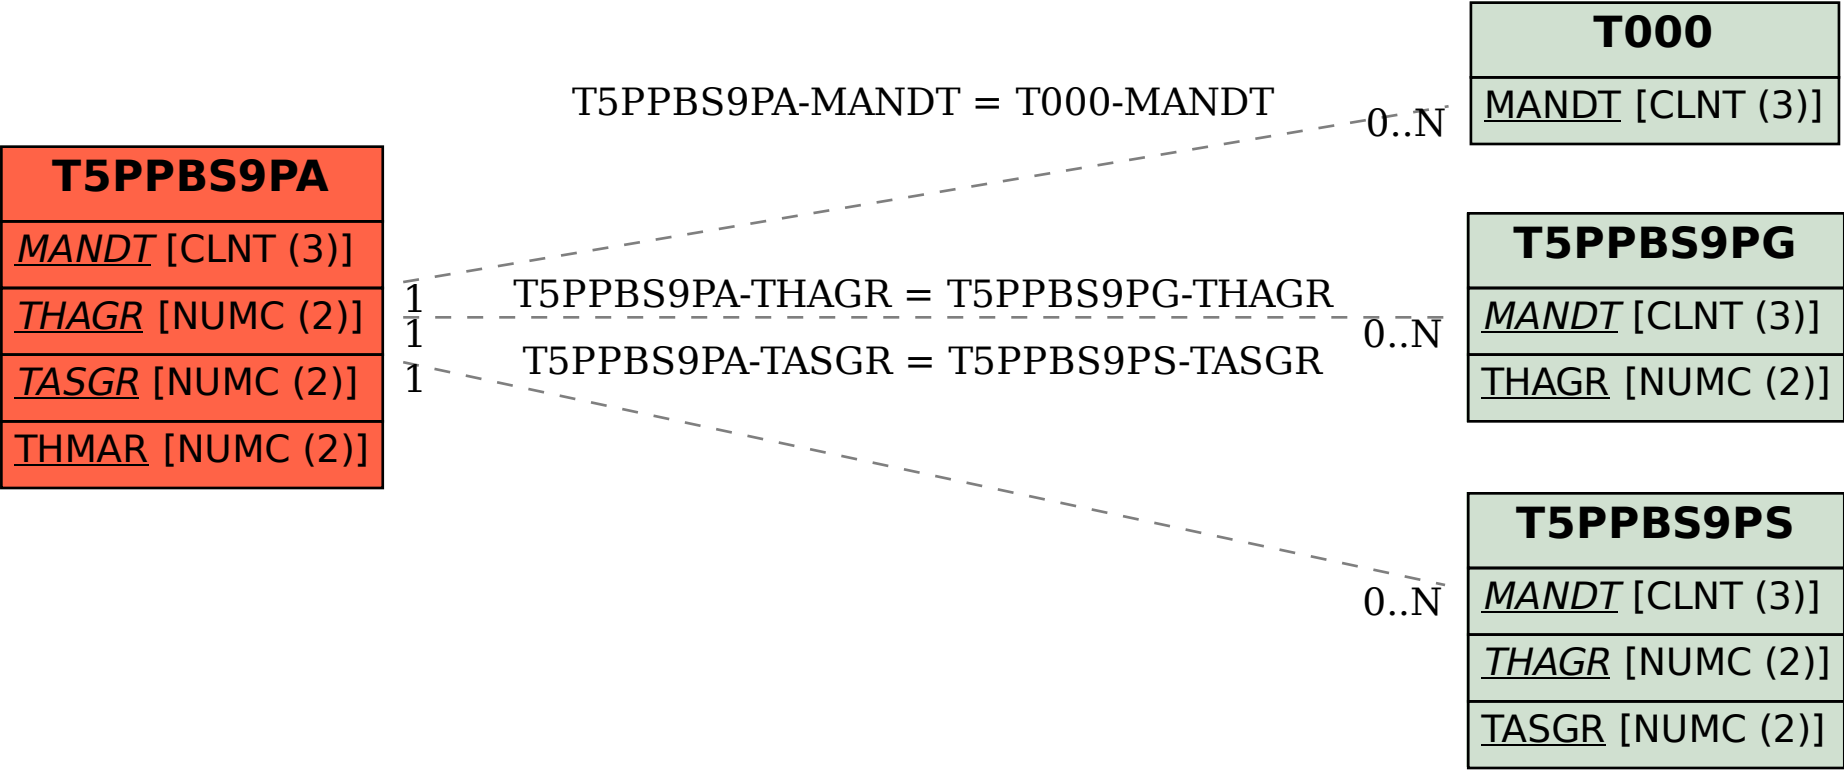 T5PPBS9PA
MANDT [CLNT (3)]
THAGR [NUMC (2)]
TASGR [NUMC (2)]
THMAR [NUMC (2)]
T5PPBS9PA-MANDT = T000-MANDT
1
0..N
T5PPBS9PA-THAGR = T5PPBS9PG-THAGR
1
0..N
T5PPBS9PA-TASGR = T5PPBS9PS-TASGR
1
0..N
T000
MANDT [CLNT (3)]
T5PPBS9PG
MANDT [CLNT (3)]
THAGR [NUMC (2)]
T5PPBS9PS
MANDT [CLNT (3)]
THAGR [NUMC (2)]
TASGR [NUMC (2)]